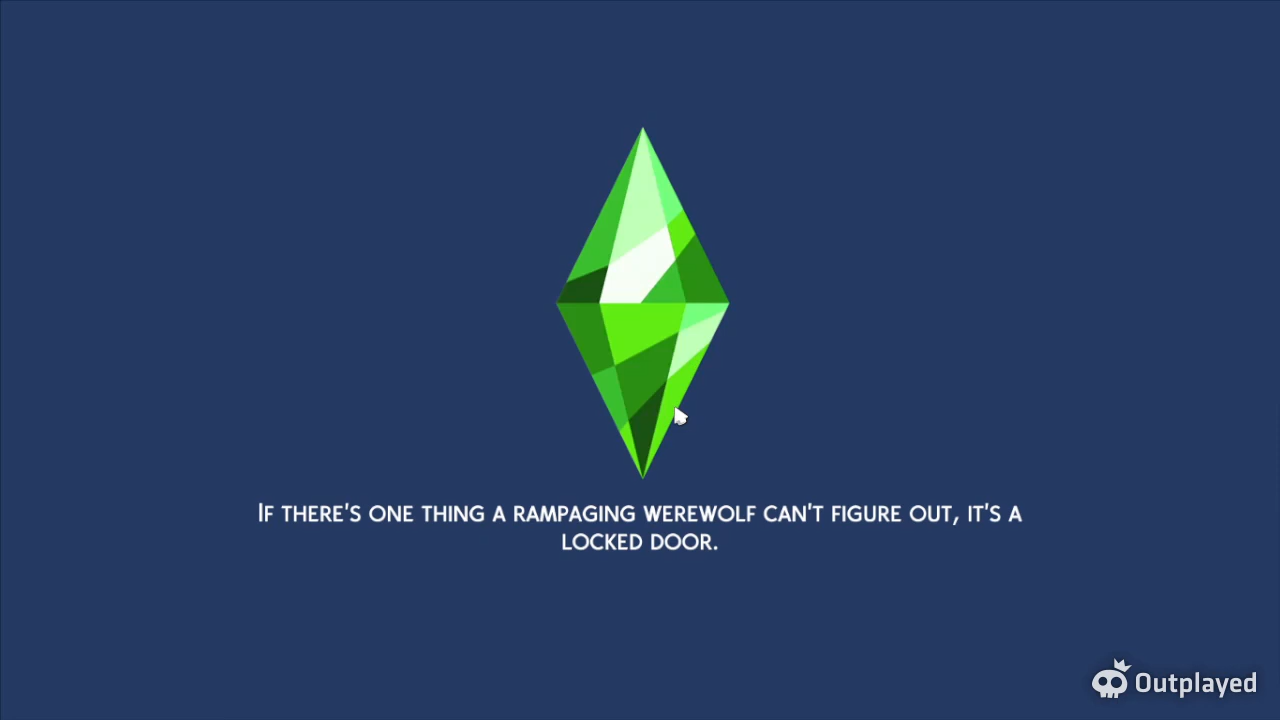 If there's one thing a rampaging werewolf can't figure out, it's a
locked door.
Outplayed